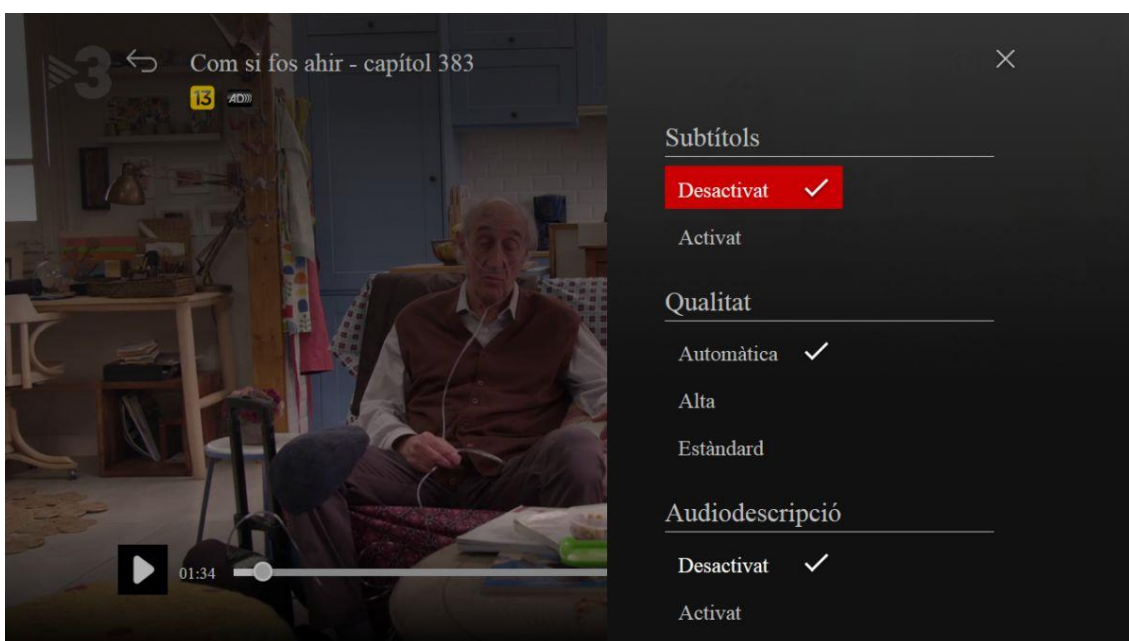 3
Com si fos ahir - capítol 383
13 AD)))
Subtítols
Desactivat
Activat
Qualitat
Automàtica
Alta
Estàndard
Audiodescripció
Desactivat
Activat
01:34